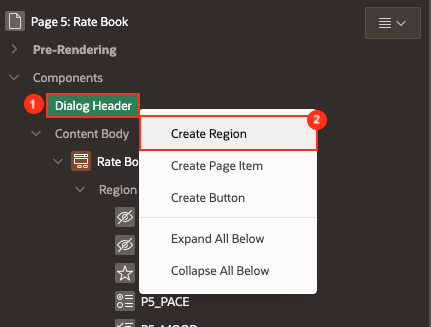 Page 5: Rate Book
Pre-Rendering
Components
1
Dialog Header
2
Create Region
Content Body
Create Page Item
Rate Bo
Create Button
Region
Expand All Below
Collapse All Below
P5_PACE
P5_MOOD